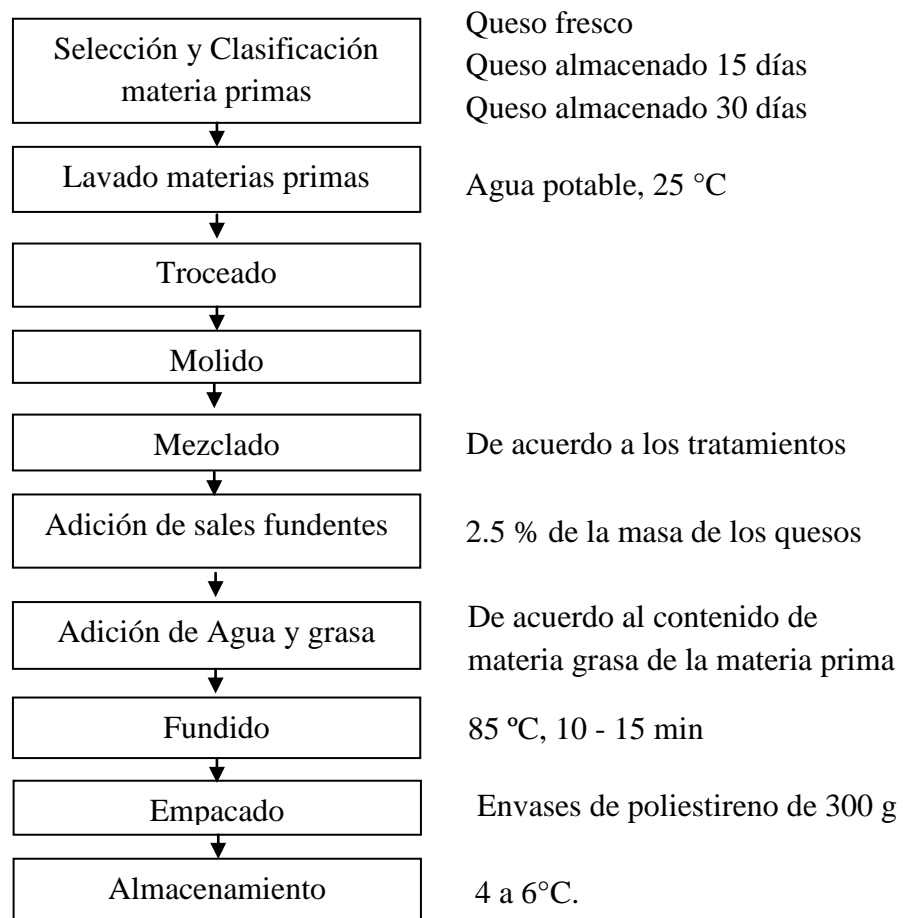 Selección y Clasificación
materia primas
Queso fresco
Queso almacenado 15 días
Queso almacenado 30 días
Lavado materias primas
Agua potable, 25 °C
Troceado
Molido
Mezclado
De acuerdo a los tratamientos
Adición de sales fundentes
2.5 % de la masa de los quesos
Adición de Agua y grasa
De acuerdo al contenido de
materia grasa de la materia prima
Fundido
85 ºC, 10 - 15 min
Empacado
Envases de poliestireno de 300 g
Almacenamiento
4 a 6°C.